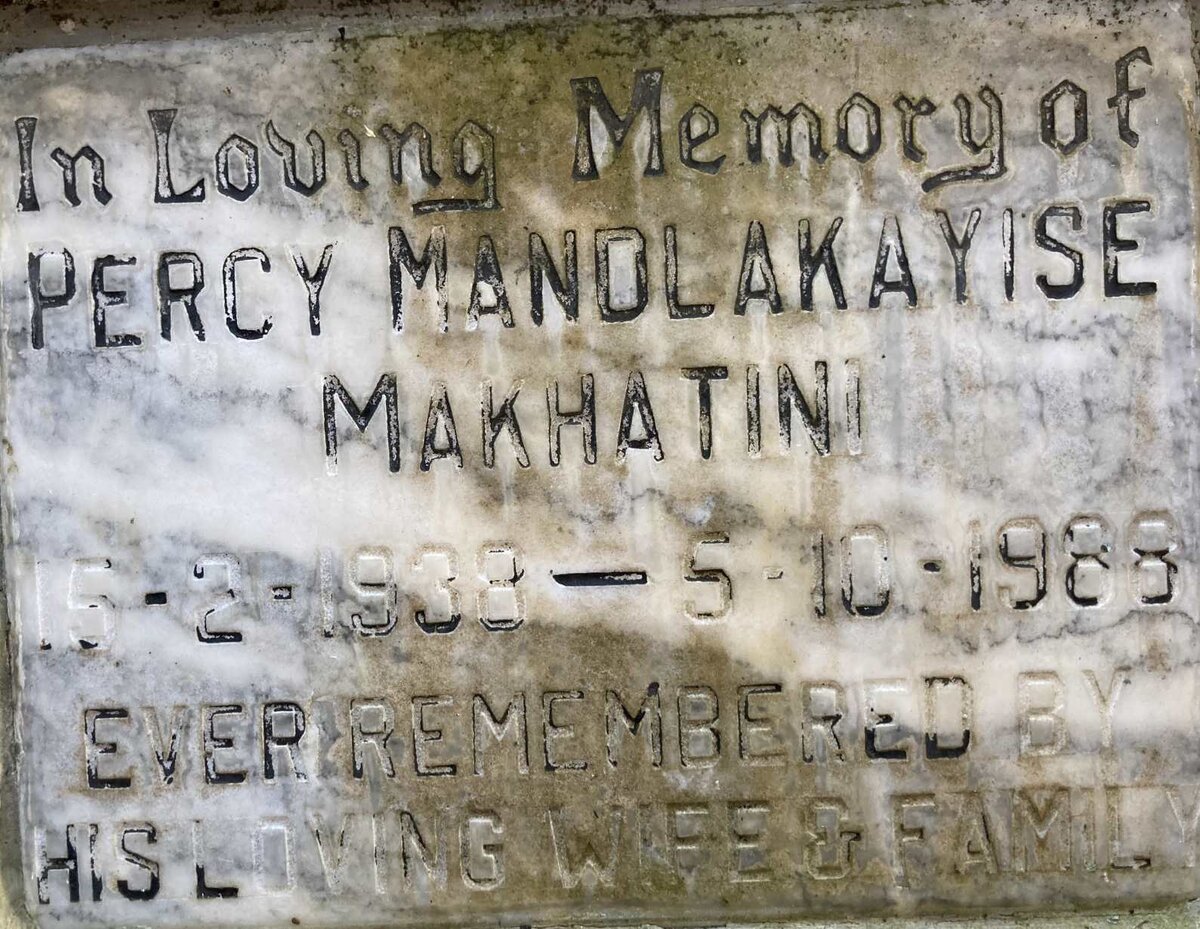 In Loving Memory of
PERCY MANDLAKAYISE
MAKHATINI
15-2-1938 — 5-10-1988
EVER REMEMBERED BY
HIS LOVING WIFE & FAMILY